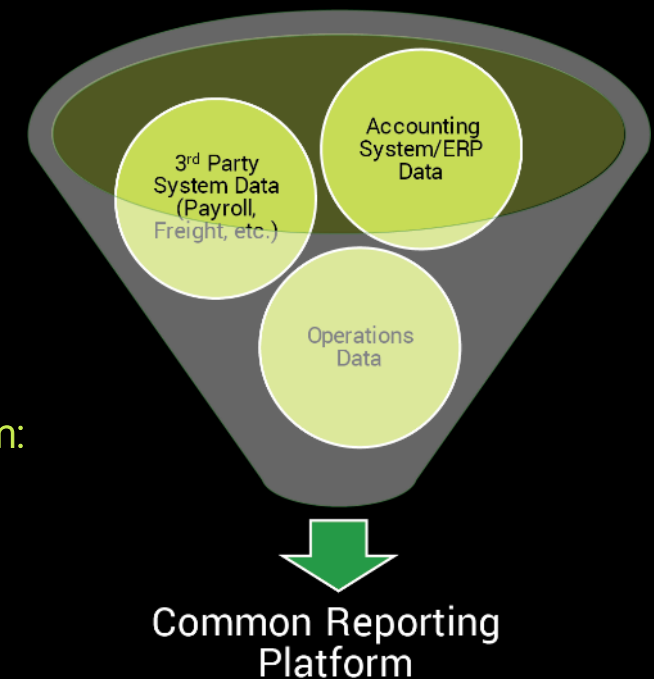 Accounting
System/ERP
Data
3rd Party
System Data
(Payroll,
Freight, etc.)
Operations
Data
n:
Common Reporting
Platform